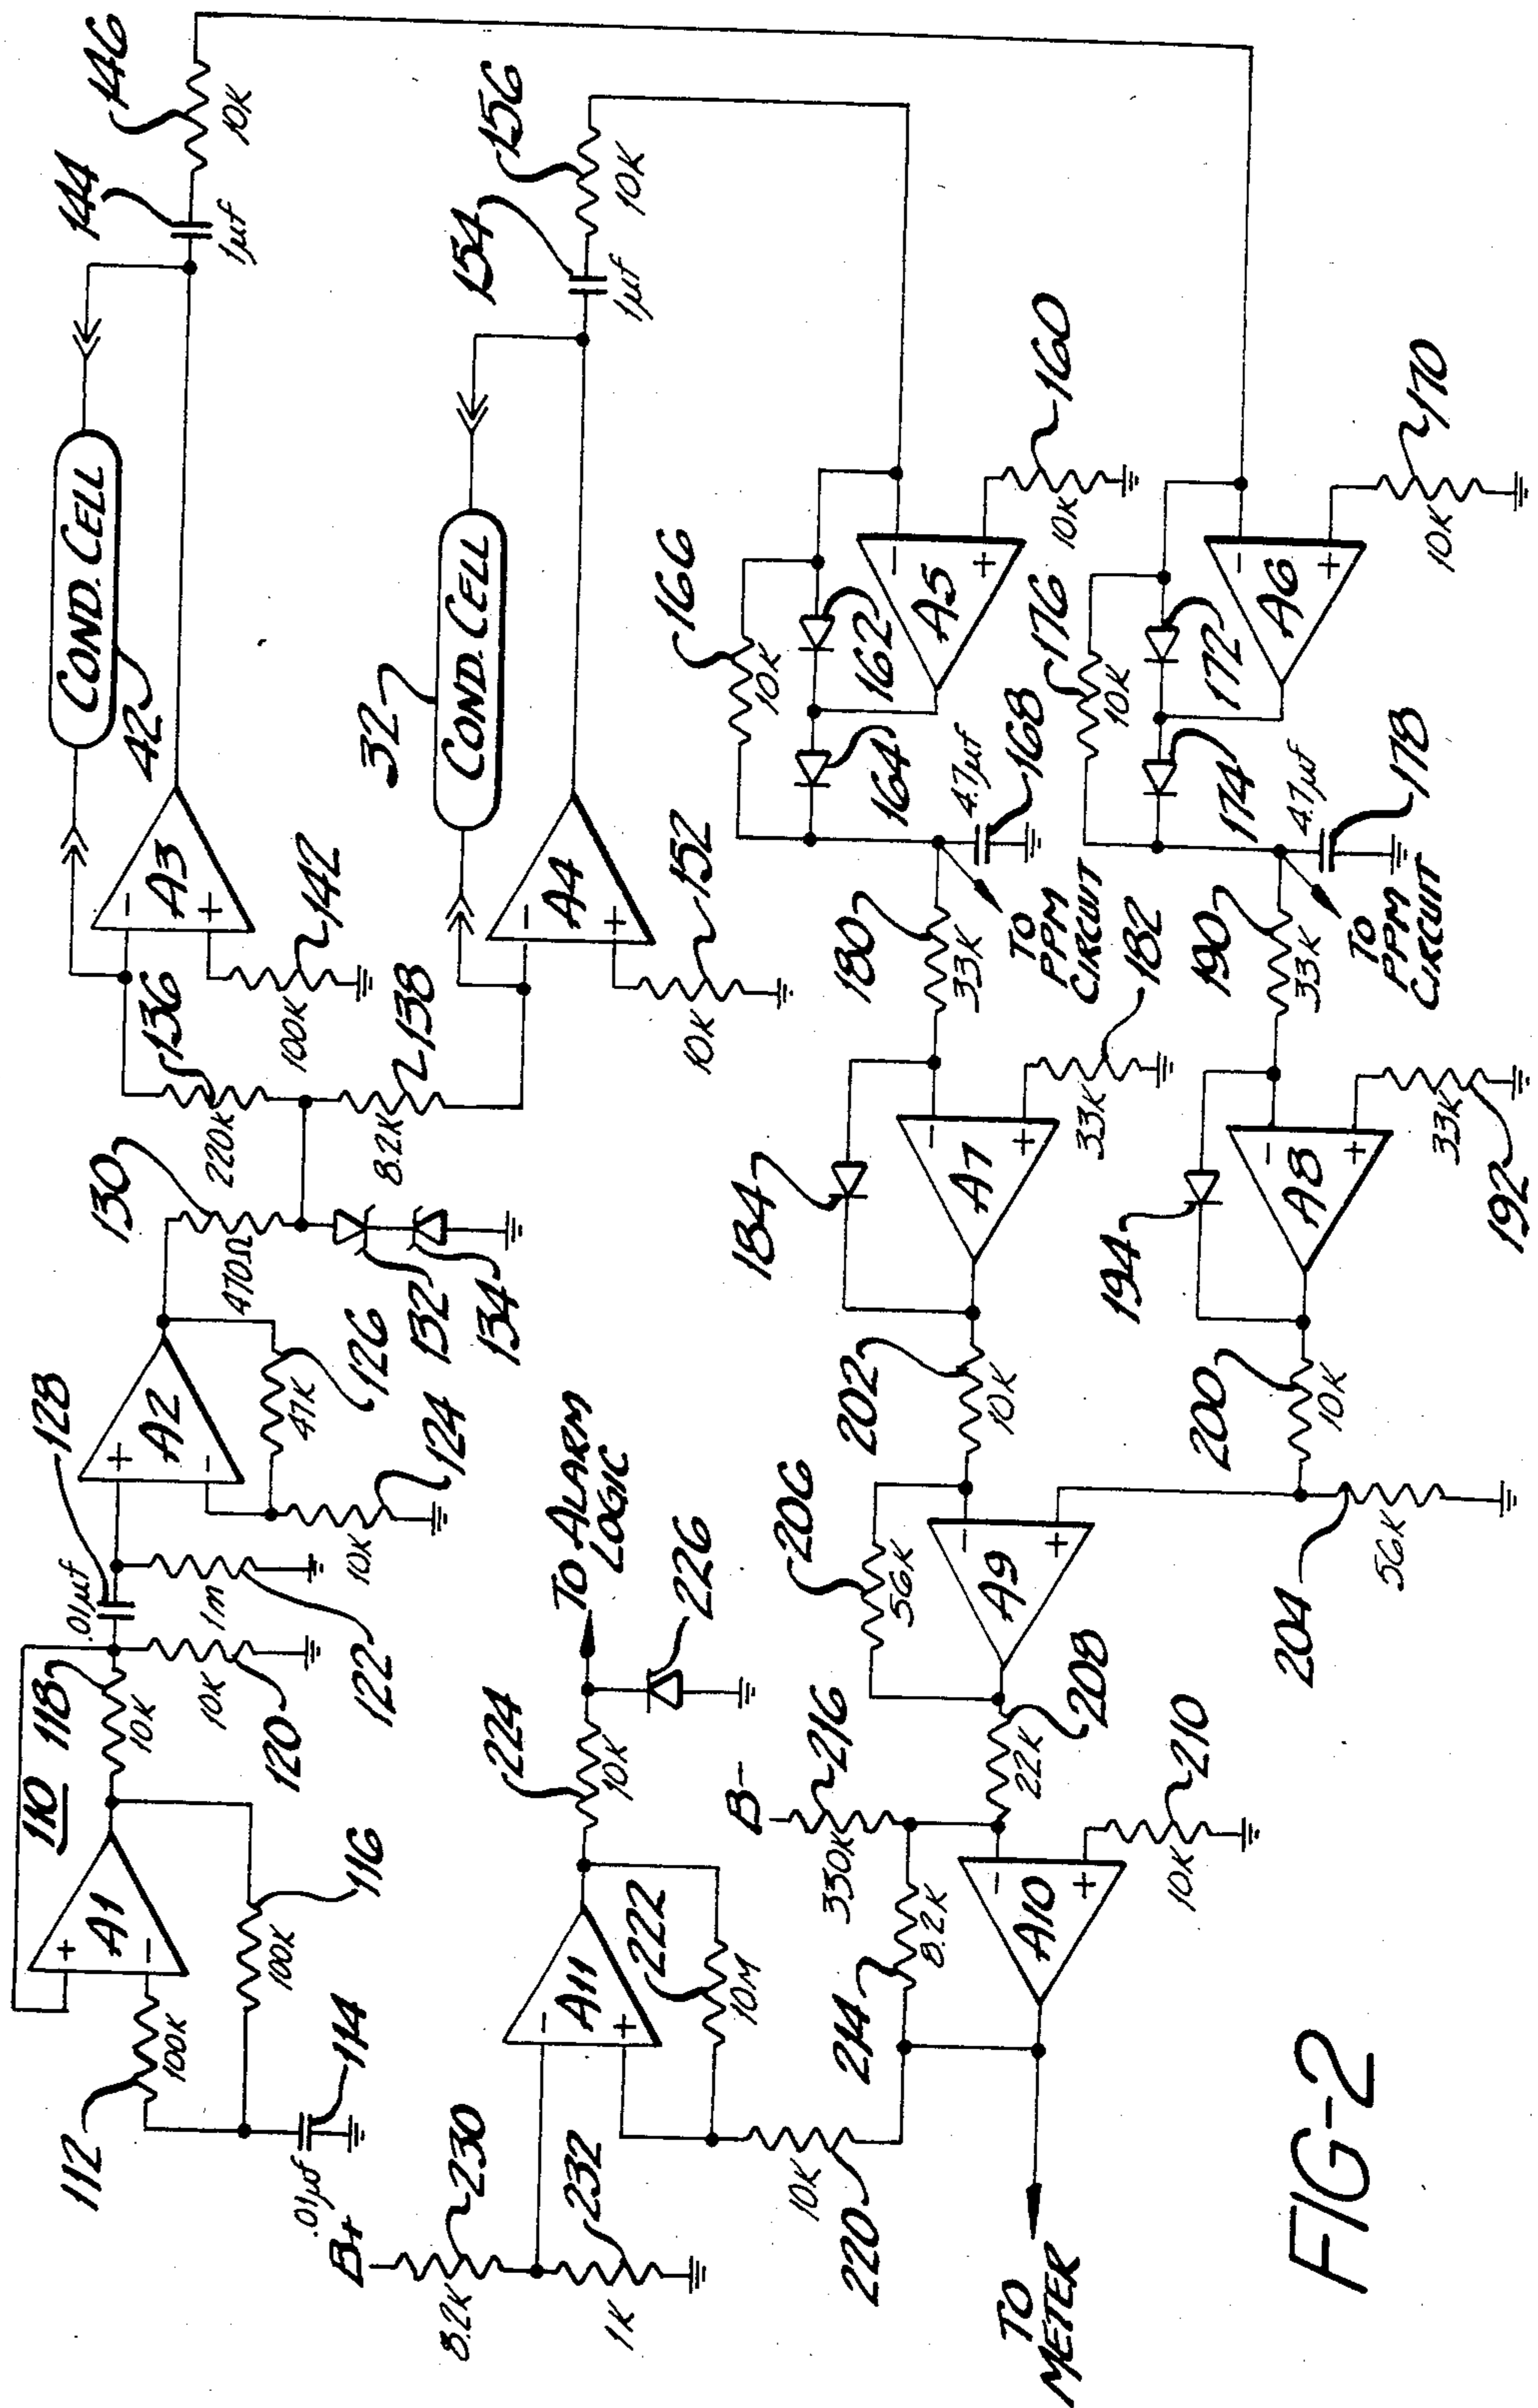 110
118
10K
A1
+
-
112
100K
116
100K
.01µf
114
10K
120
.01µf
128
1m
122
A2
+
-
47K
126
10K
124
130
470Ω
132
134
220K
136
8.2K
138
A3
-
+
100K
142
COND. CELL
42
144
1µf
146
10K
A4
-
+
10K
152
COND. CELL
32
154
1µf
156
10K
166
10K
162
164
A5
-
+
10K
160
4.7µf
168
TO
PPM
CIRCUIT
176
10K
172
174
A6
-
+
10K
170
4.7µf
178
TO
PPM
CIRCUIT
180
33K
182
33K
184
A7
-
+
190
33K
192
33K
194
A8
-
+
202
10K
200
10K
204
56K
206
56K
A9
-
+
208
22K
B-
216
330K
214
8.2K
A10
-
+
10K
210
TO
METER
B+
8.2K
230
1K
232
A11
-
+
222
10M
10K
220
224
10K
226
TO ALARM
LOGIC
FIG-2